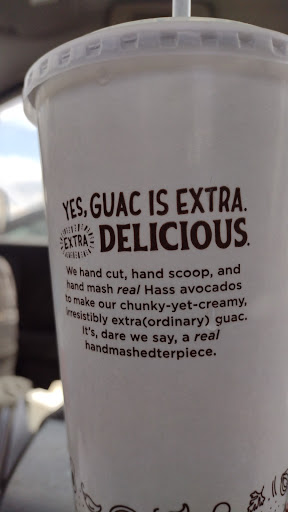 YES, GUAC IS EXTRA.
EXTRA DELICIOUS.
We hand cut, hand scoop, and
hand mash real Hass avocados
to make our chunky-yet-creamy,
irresistibly extra(ordinary) guac.
It's, dare we say, a real
handmashedterpiece.